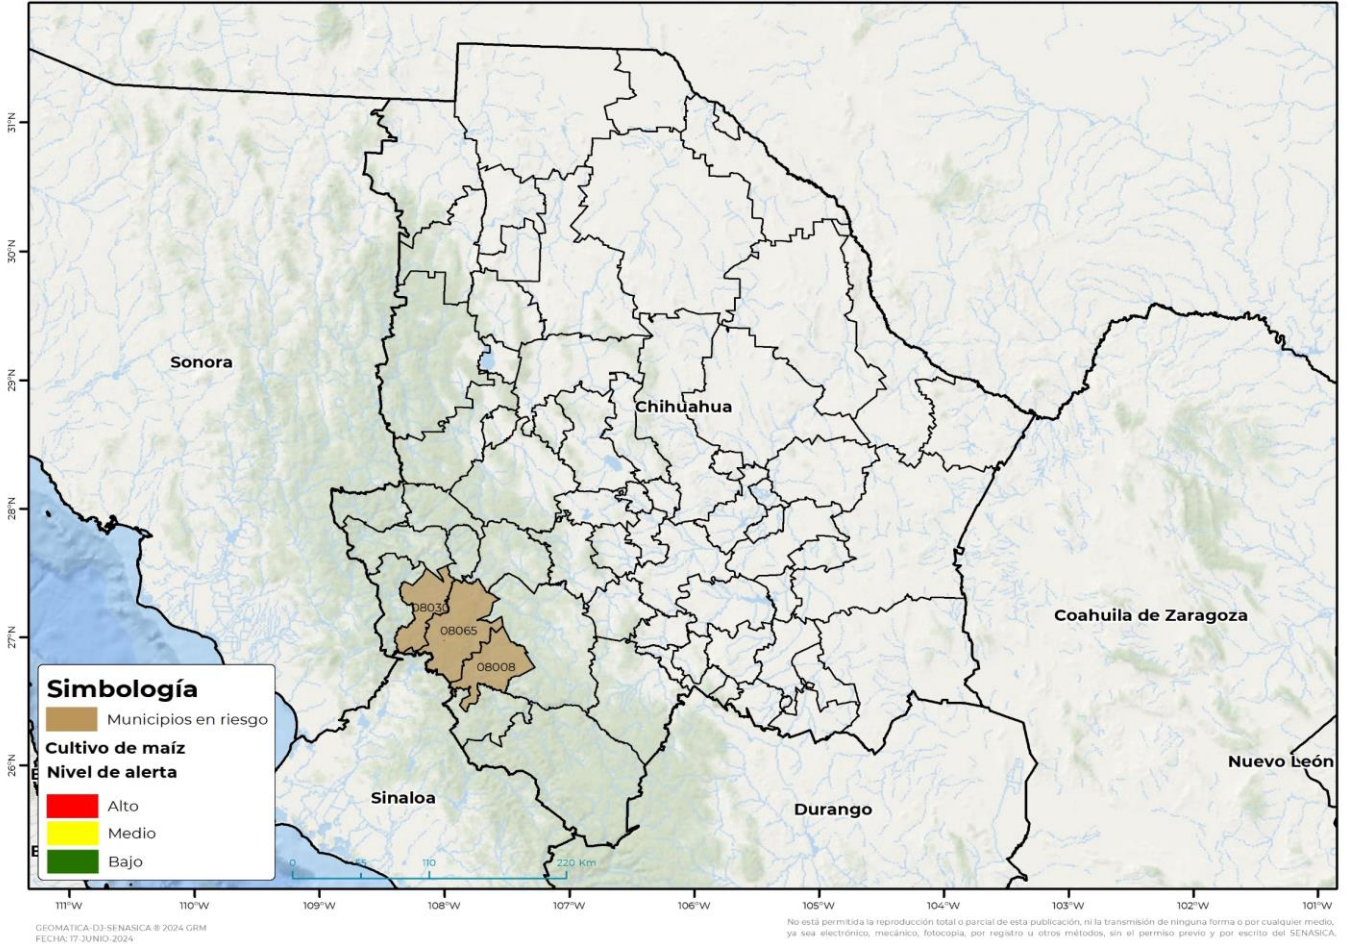 31°N
30°N
29°N
28°N
27°N
26°N
Sonora
Chihuahua
Coahuila de Zaragoza
Nuevo León
Sinaloa
Durango
08030
08065
08008
Simbología
Municipios en riesgo
Cultivo de maíz
Nivel de alerta
Alto
Medio
Bajo
0 55 110 220 Km
111°W 110°W 109°W 108°W 107°W 106°W 105°W 104°W 103°W 102°W 101°W
GEOMATICA-DJ-SENASICA ® 2024 GRM
FECHA: 17-JUNIO-2024
No está permitida la reproducción total o parcial de esta publicación, ni la transmisión de ninguna forma o por cualquier medio,
ya sea electrónico, mecánico, fotocopia, por registro u otros métodos, sin el permiso previo y por escrito del SENASICA.